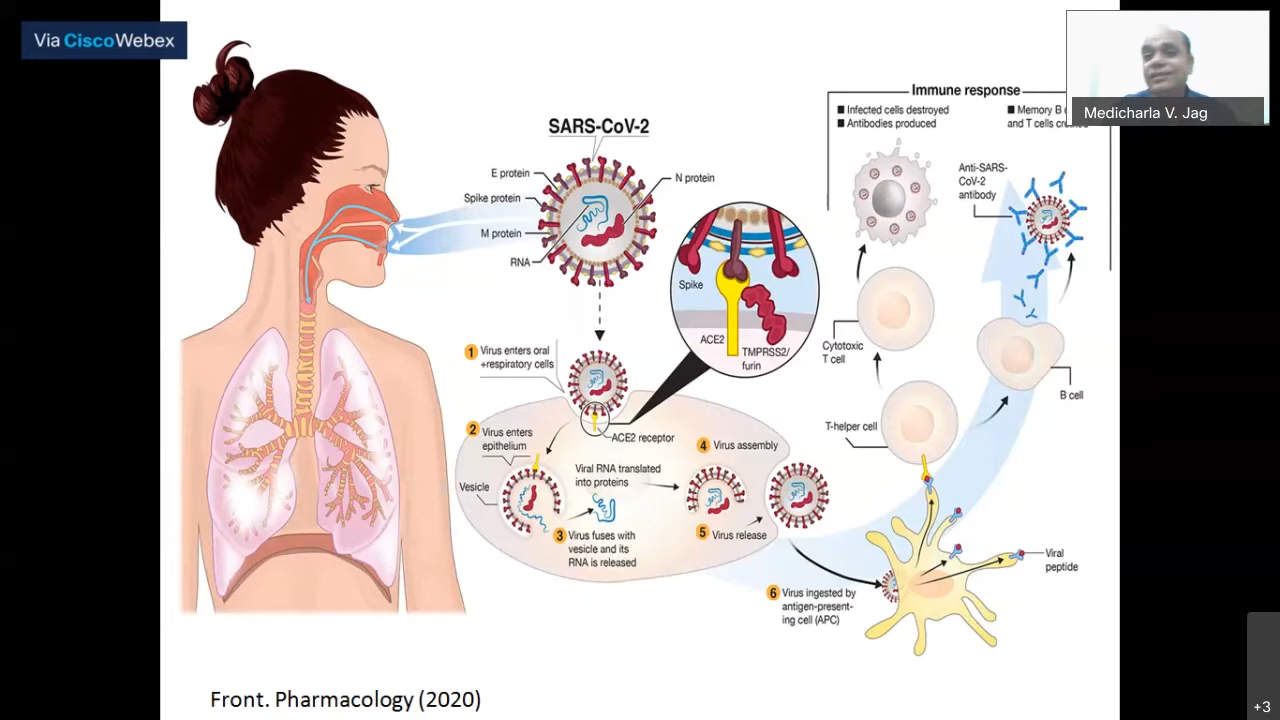 Via CiscoWebex
Medicharla V. Jag
SARS-CoV-2
E protein
Spike protein
M protein
RNA
N protein
Spike
ACE2
TMPRSS2/
furin
1 Virus enters oral
+respiratory cells
ACE2 receptor
2 Virus enters
epithelium
Vesicle
Viral RNA translated
into proteins
3 Virus fuses with
vesicle and its
RNA is released
4 Virus assembly
5 Virus release
6 Virus ingested by
antigen-present-
ing cell (APC)
Immune response
Infected cells destroyed
Antibodies produced
Memory B
and T cells
Anti-SARS-
CoV-2
antibody
Cytotoxic
T cell
B cell
T-helper cell
Viral
peptide
Front. Pharmacology (2020)
+3